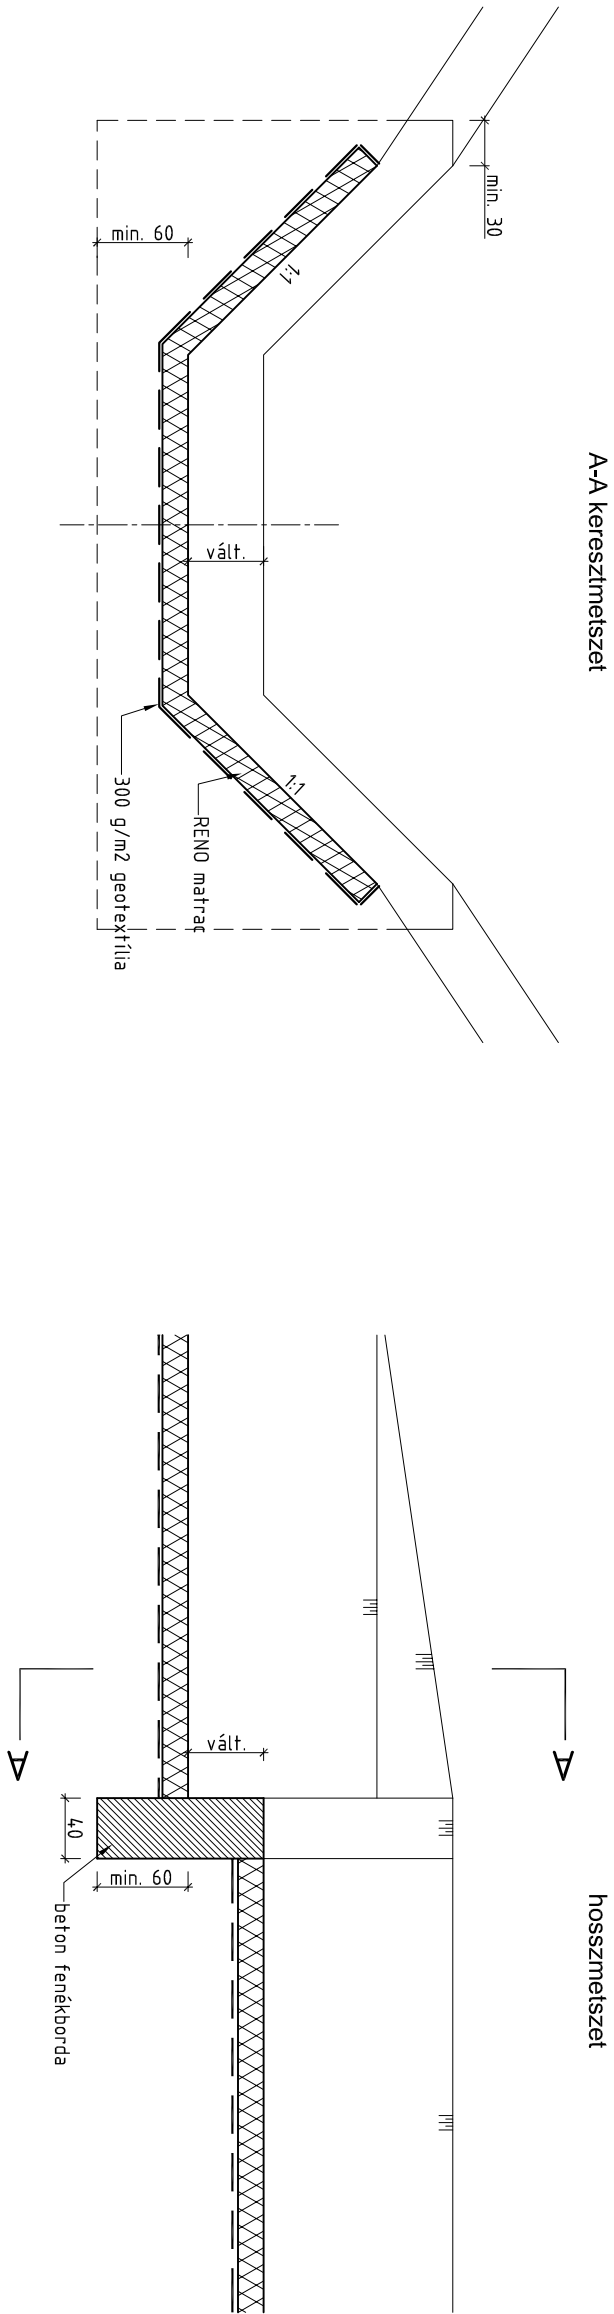 A-A keresztmetszet
min. 30
min. 60
1:1
vált.
1:1
RENO matrac
300 g/m2 geotextília
hosszmetszet
A
A
vált.
40
min. 60
beton fenékborda